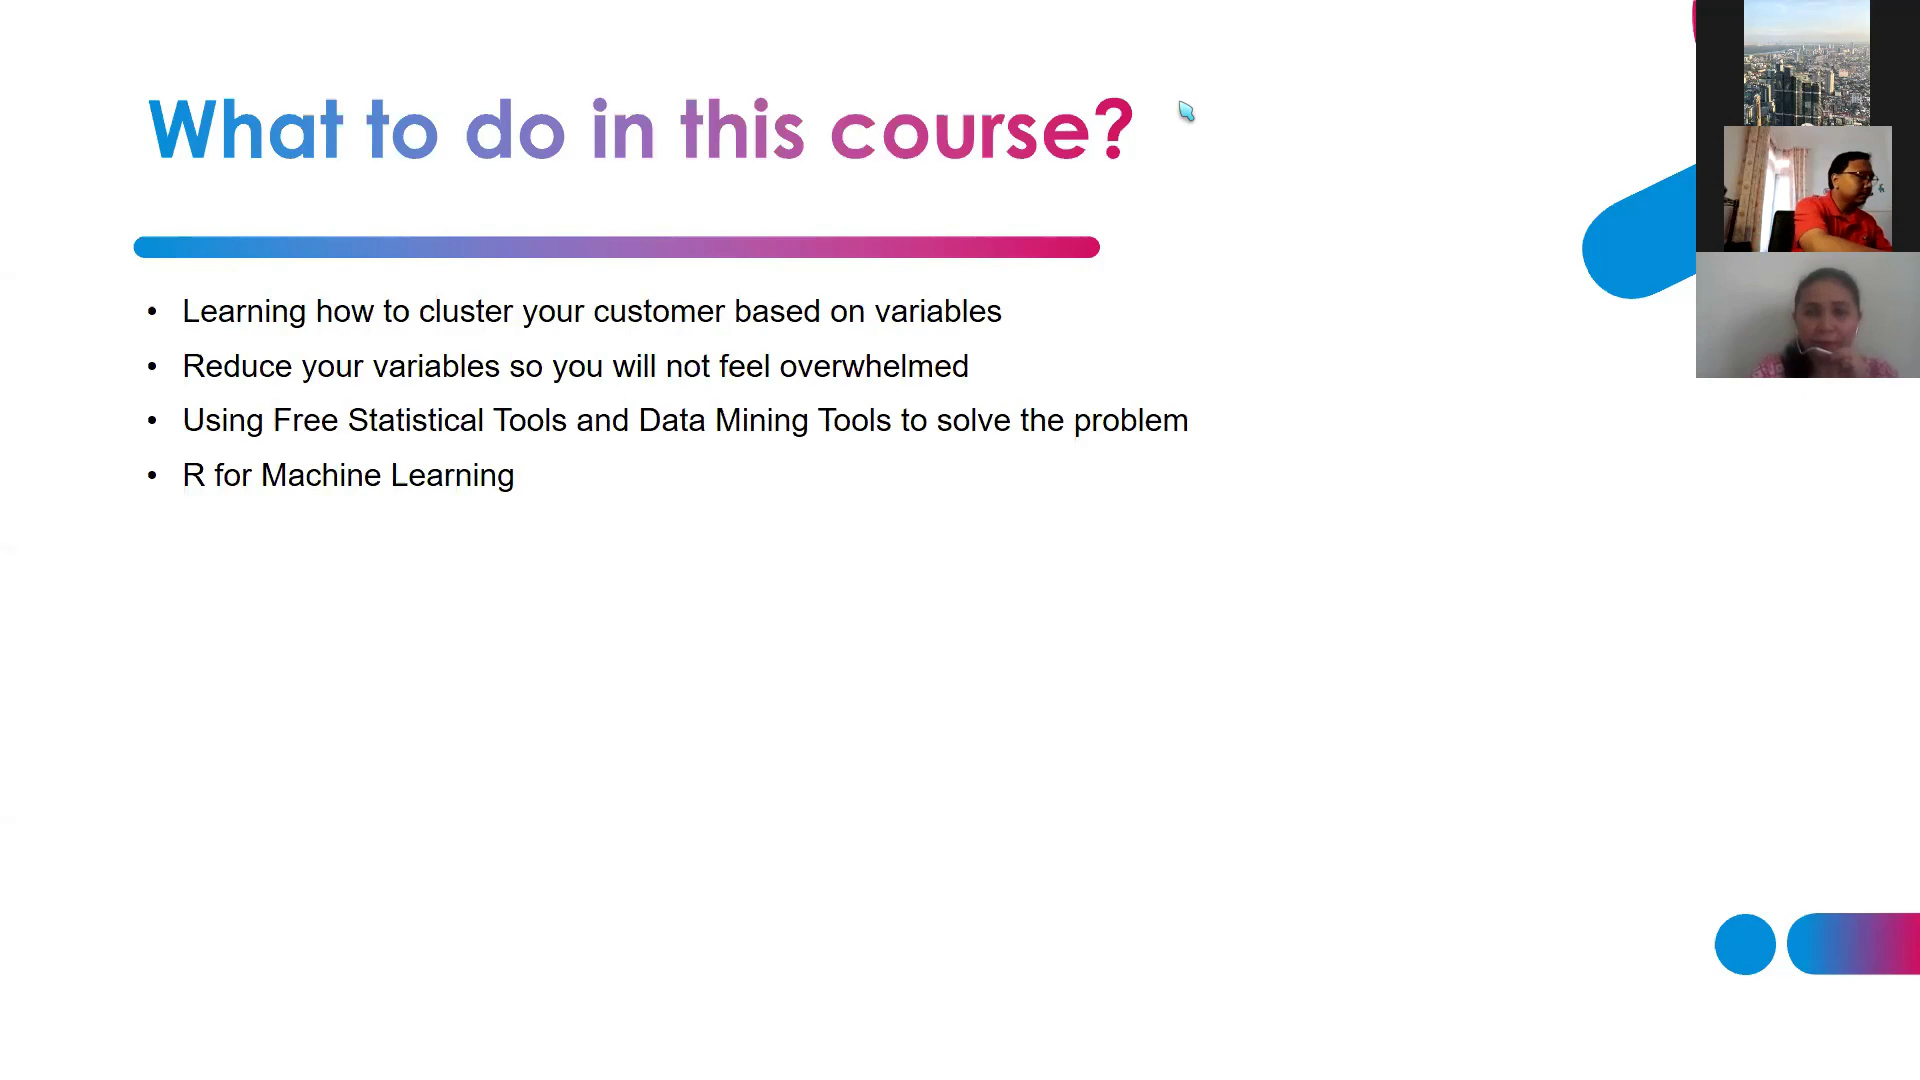 What to do in this course?
• Learning how to cluster your customer based on variables
• Reduce your variables so you will not feel overwhelmed
• Using Free Statistical Tools and Data Mining Tools to solve the problem
• R for Machine Learning